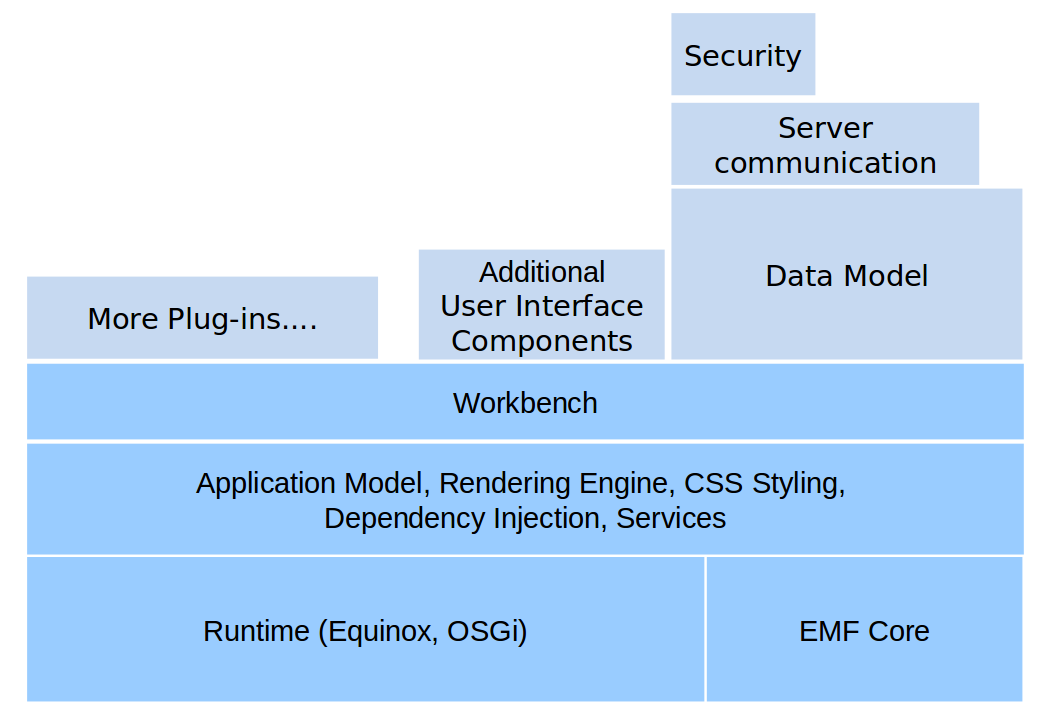 Security
Server
communication
Data Model
Additional
User Interface
Components
More Plug-ins....
Workbench
Application Model, Rendering Engine, CSS Styling,
Dependency Injection, Services
Runtime (Equinox, OSGi)
EMF Core